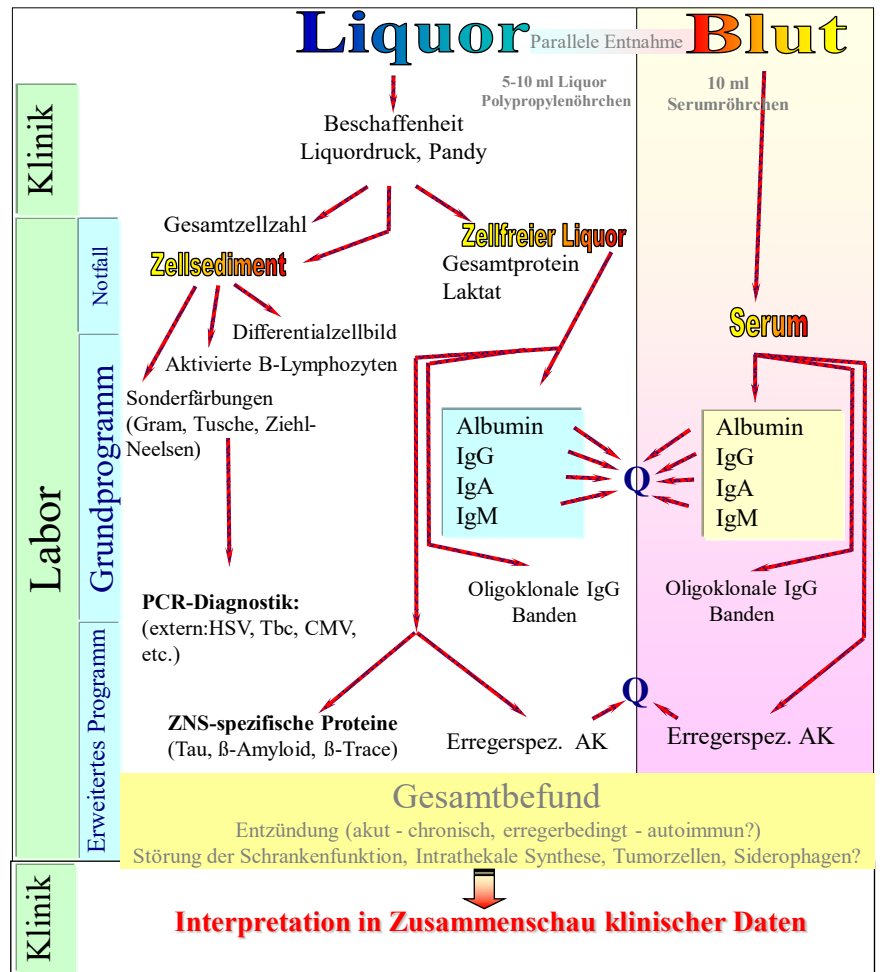 Liquor
Parallele Entnahme
Blut
5-10 ml Liquor
Polypropylenöhrchen
10 ml
Serumröhrchen
Klinik
Beschaffenheit
Liquordruck, Pandy
Labor
Notfall
Gesamtzellzahl
Zellsediment
Zellfreier Liquor
Gesamtprotein
Laktat
Serum
Differentialzellbild
Aktivierte B-Lymphozyten
Grundprogramm
Sonderfärbungen
(Gram, Tusche, Ziehl-
Neelsen)
Albumin
IgG
IgA
IgM
Q
Albumin
IgG
IgA
IgM
Oligoklonale IgG
Banden
Oligoklonale IgG
Banden
PCR-Diagnostik:
(extern:HSV, Tbc, CMV,
etc.)
Erweitertes Programm
ZNS-spezifische Proteine
(Tau, ß-Amyloid, ß-Trace)
Erregerspez. AK
Q
Erregerspez. AK
Gesamtbefund
Entzündung (akut - chronisch, erregerbedingt - autoimmun?)
Störung der Schrankenfunktion, Intrathekale Synthese, Tumorzellen, Siderophagen?
Klinik
Interpretation in Zusammenschau klinischer Daten